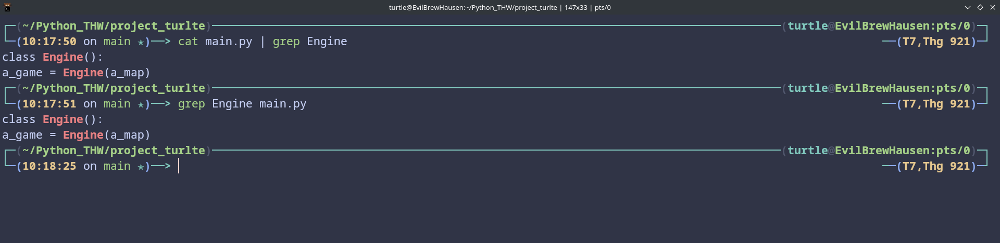 turtle@EvilBrewHausen:~/Python_THW/project_turlte | 147x33 | pts/0
(~/Python_THW/project_turlte) (turtle@EvilBrewHausen:pts/0)
(10:17:50 on main ★)──> cat main.py | grep Engine (T7,Thg 921)
class Engine():
a_game = Engine(a_map)
(~/Python_THW/project_turlte) (turtle@EvilBrewHausen:pts/0)
(10:17:51 on main ★)──> grep Engine main.py (T7,Thg 921)
class Engine():
a_game = Engine(a_map)
(~/Python_THW/project_turlte) (turtle@EvilBrewHausen:pts/0)
(10:18:25 on main ★)──> (T7,Thg 921)